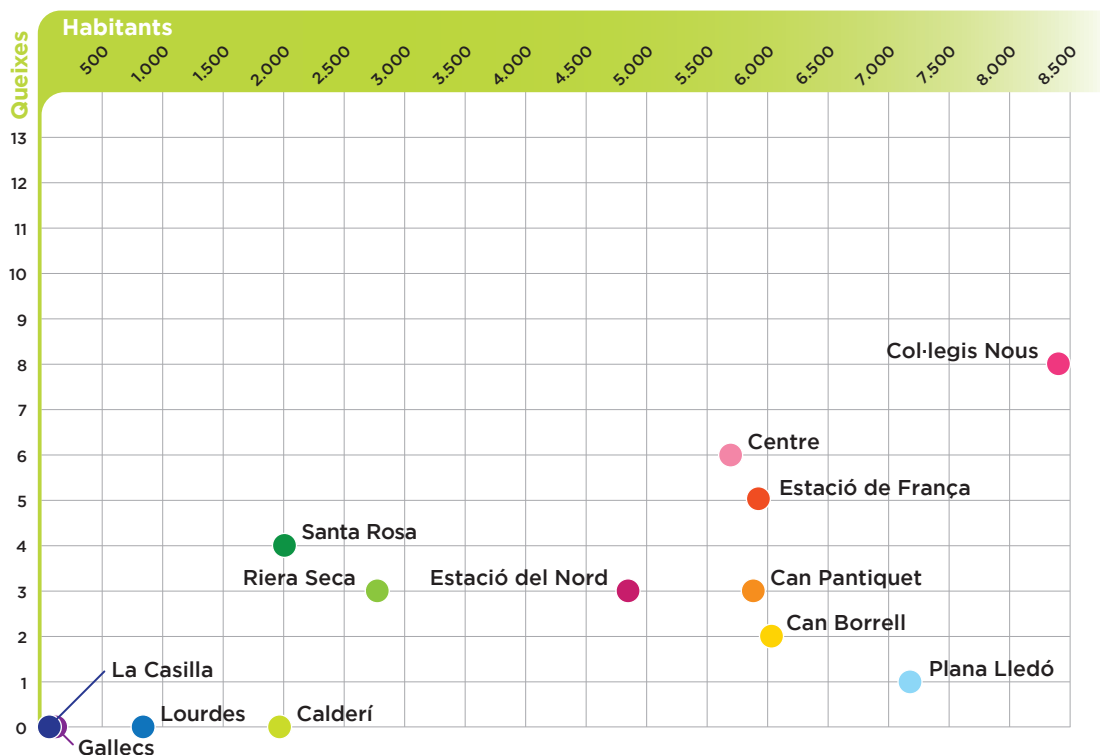 Habitants
Queixes
500 1.000 1.500 2.000 2.500 3.000 3.500 4.000 4.500 5.000 5.500 6.000 6.500 7.000 7.500 8.000 8.500
13
12
11
10
9
Col·legis Nous
8
7
Centre
6
Estació de França
5
Santa Rosa
4
Riera Seca
Estació del Nord
Can Pantiquet
3
Can Borrell
2
La Casilla
Plana Lledó
1
Lourdes
Calderí
0
Gallecs